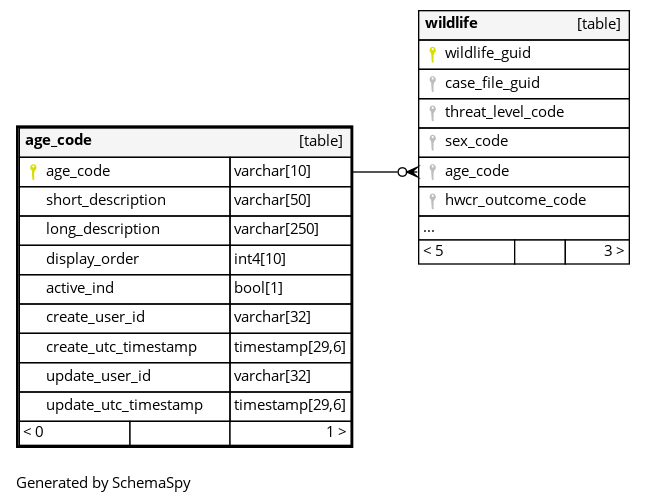 wildlife [table]
wildlife_guid
case_file_guid
threat_level_code
sex_code
age_code
hwcr_outcome_code
...
< 5 3 >
age_code [table]
age_code varchar[10]
short_description varchar[50]
long_description varchar[250]
display_order int4[10]
active_ind bool[1]
create_user_id varchar[32]
create_utc_timestamp timestamp[29,6]
update_user_id varchar[32]
update_utc_timestamp timestamp[29,6]
< 0 1 >
Generated by SchemaSpy